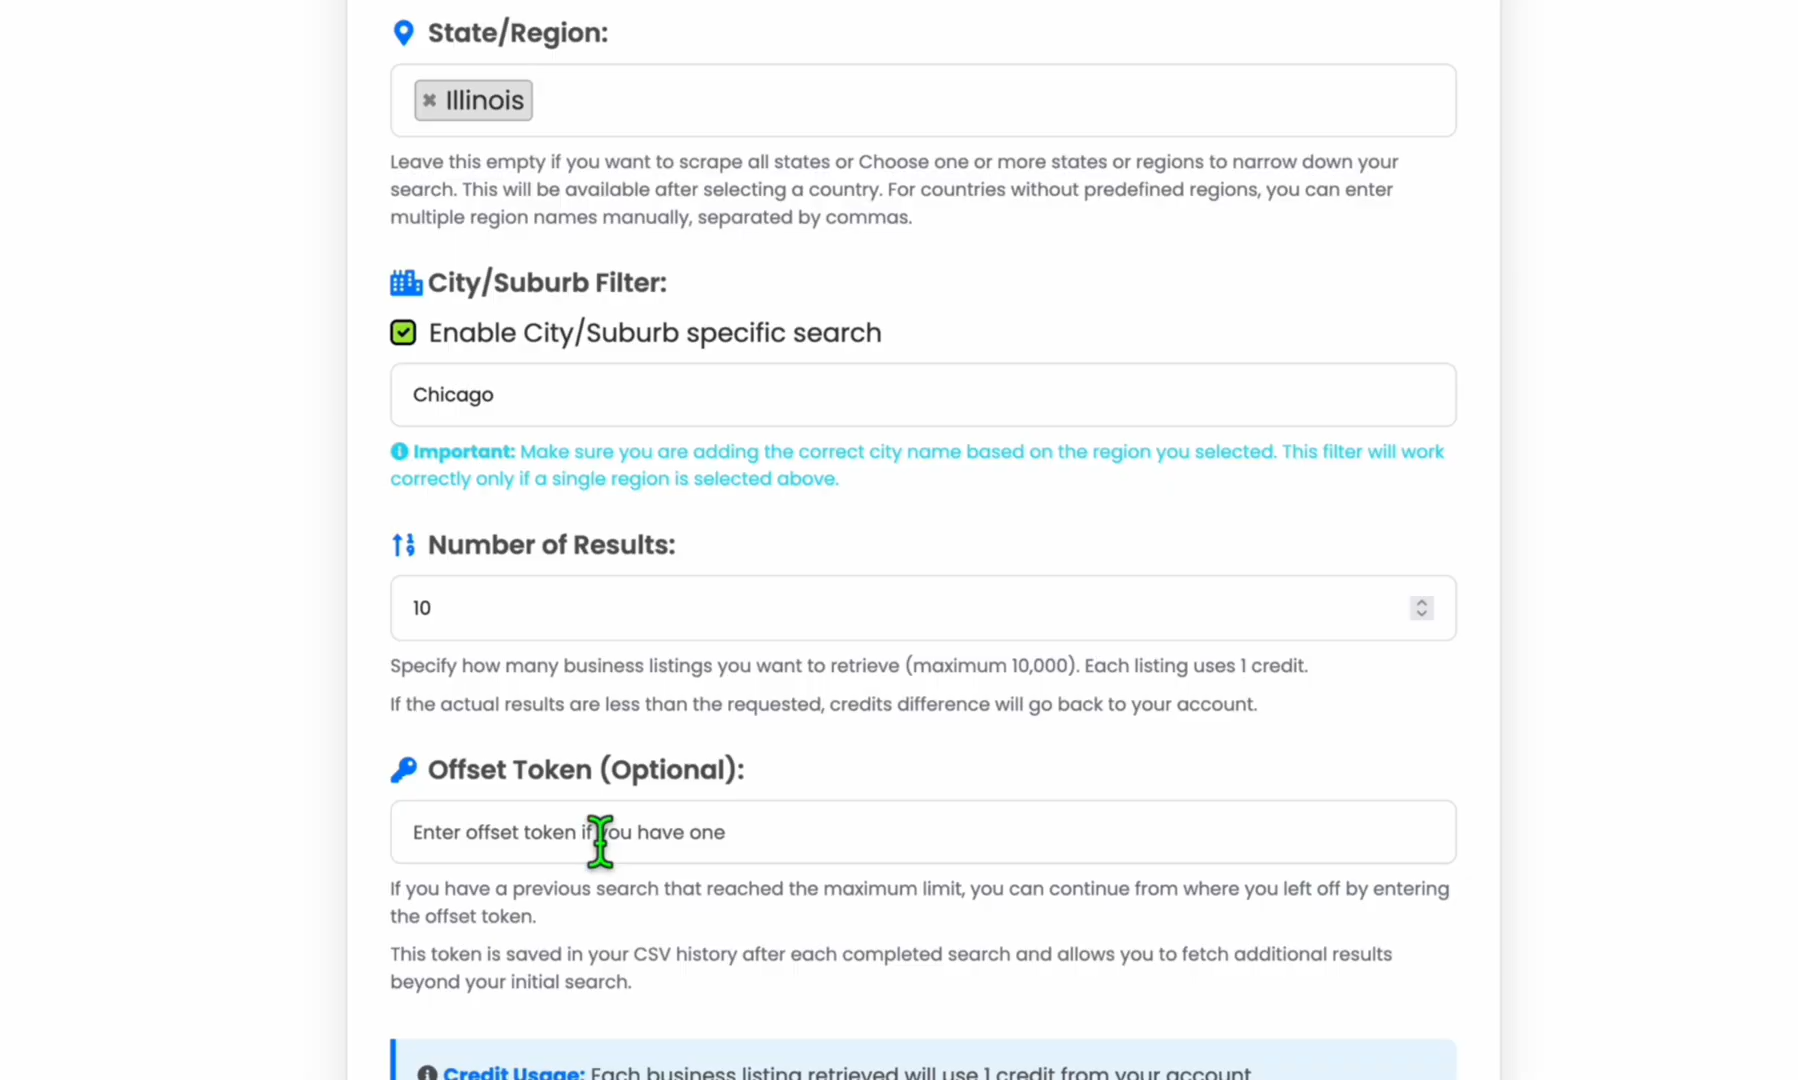 State/Region:
✖ Illinois
Leave this empty if you want to scrape all states or Choose one or more states or regions to narrow down your
search. This will be available after selecting a country. For countries without predefined regions, you can enter
multiple region names manually, separated by commas.
City/Suburb Filter:
Enable City/Suburb specific search
Chicago
Important: Make sure you are adding the correct city name based on the region you selected. This filter will work
correctly only if a single region is selected above.
Number of Results:
10
Specify how many business listings you want to retrieve (maximum 10,000). Each listing uses 1 credit.
If the actual results are less than the requested, credits difference will go back to your account.
Offset Token (Optional):
Enter offset token if you have one
If you have a previous search that reached the maximum limit, you can continue from where you left off by entering
the offset token.
This token is saved in your CSV history after each completed search and allows you to fetch additional results
beyond your initial search.
Credit Usage: Each business listing retrieved will use 1 credit from your account